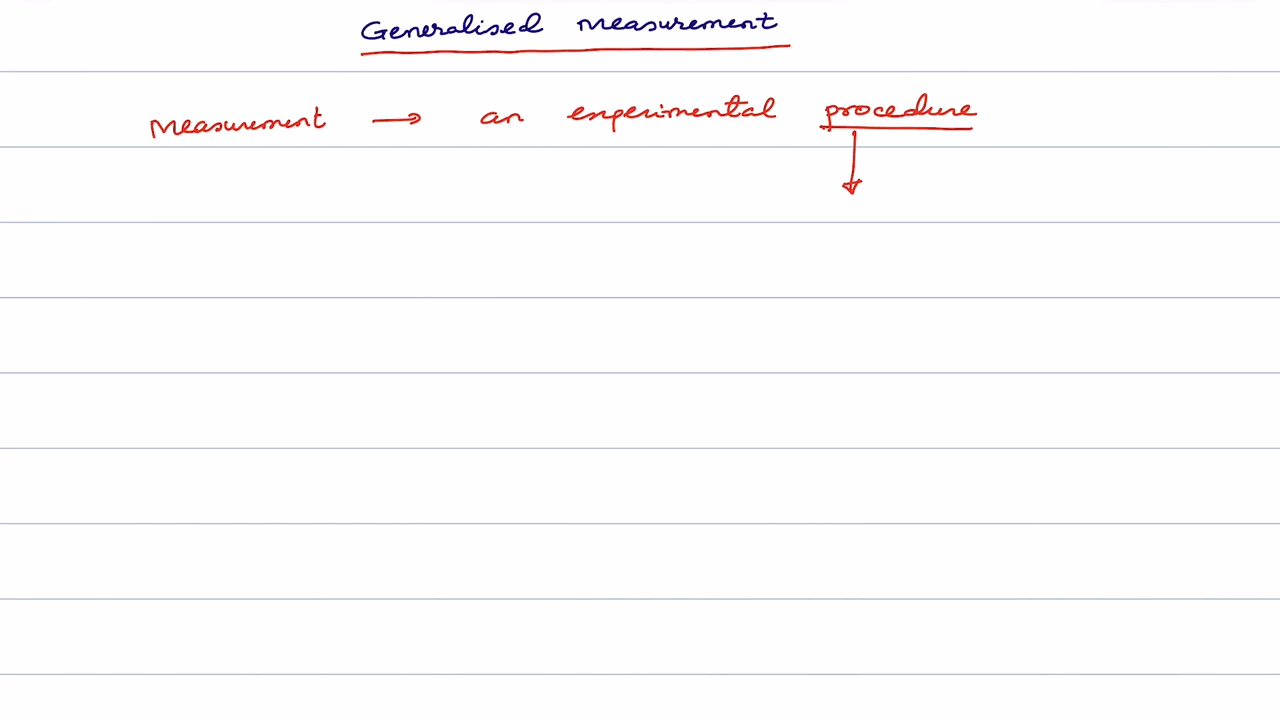 Generalised measurement
Measurement → an experimental procedure